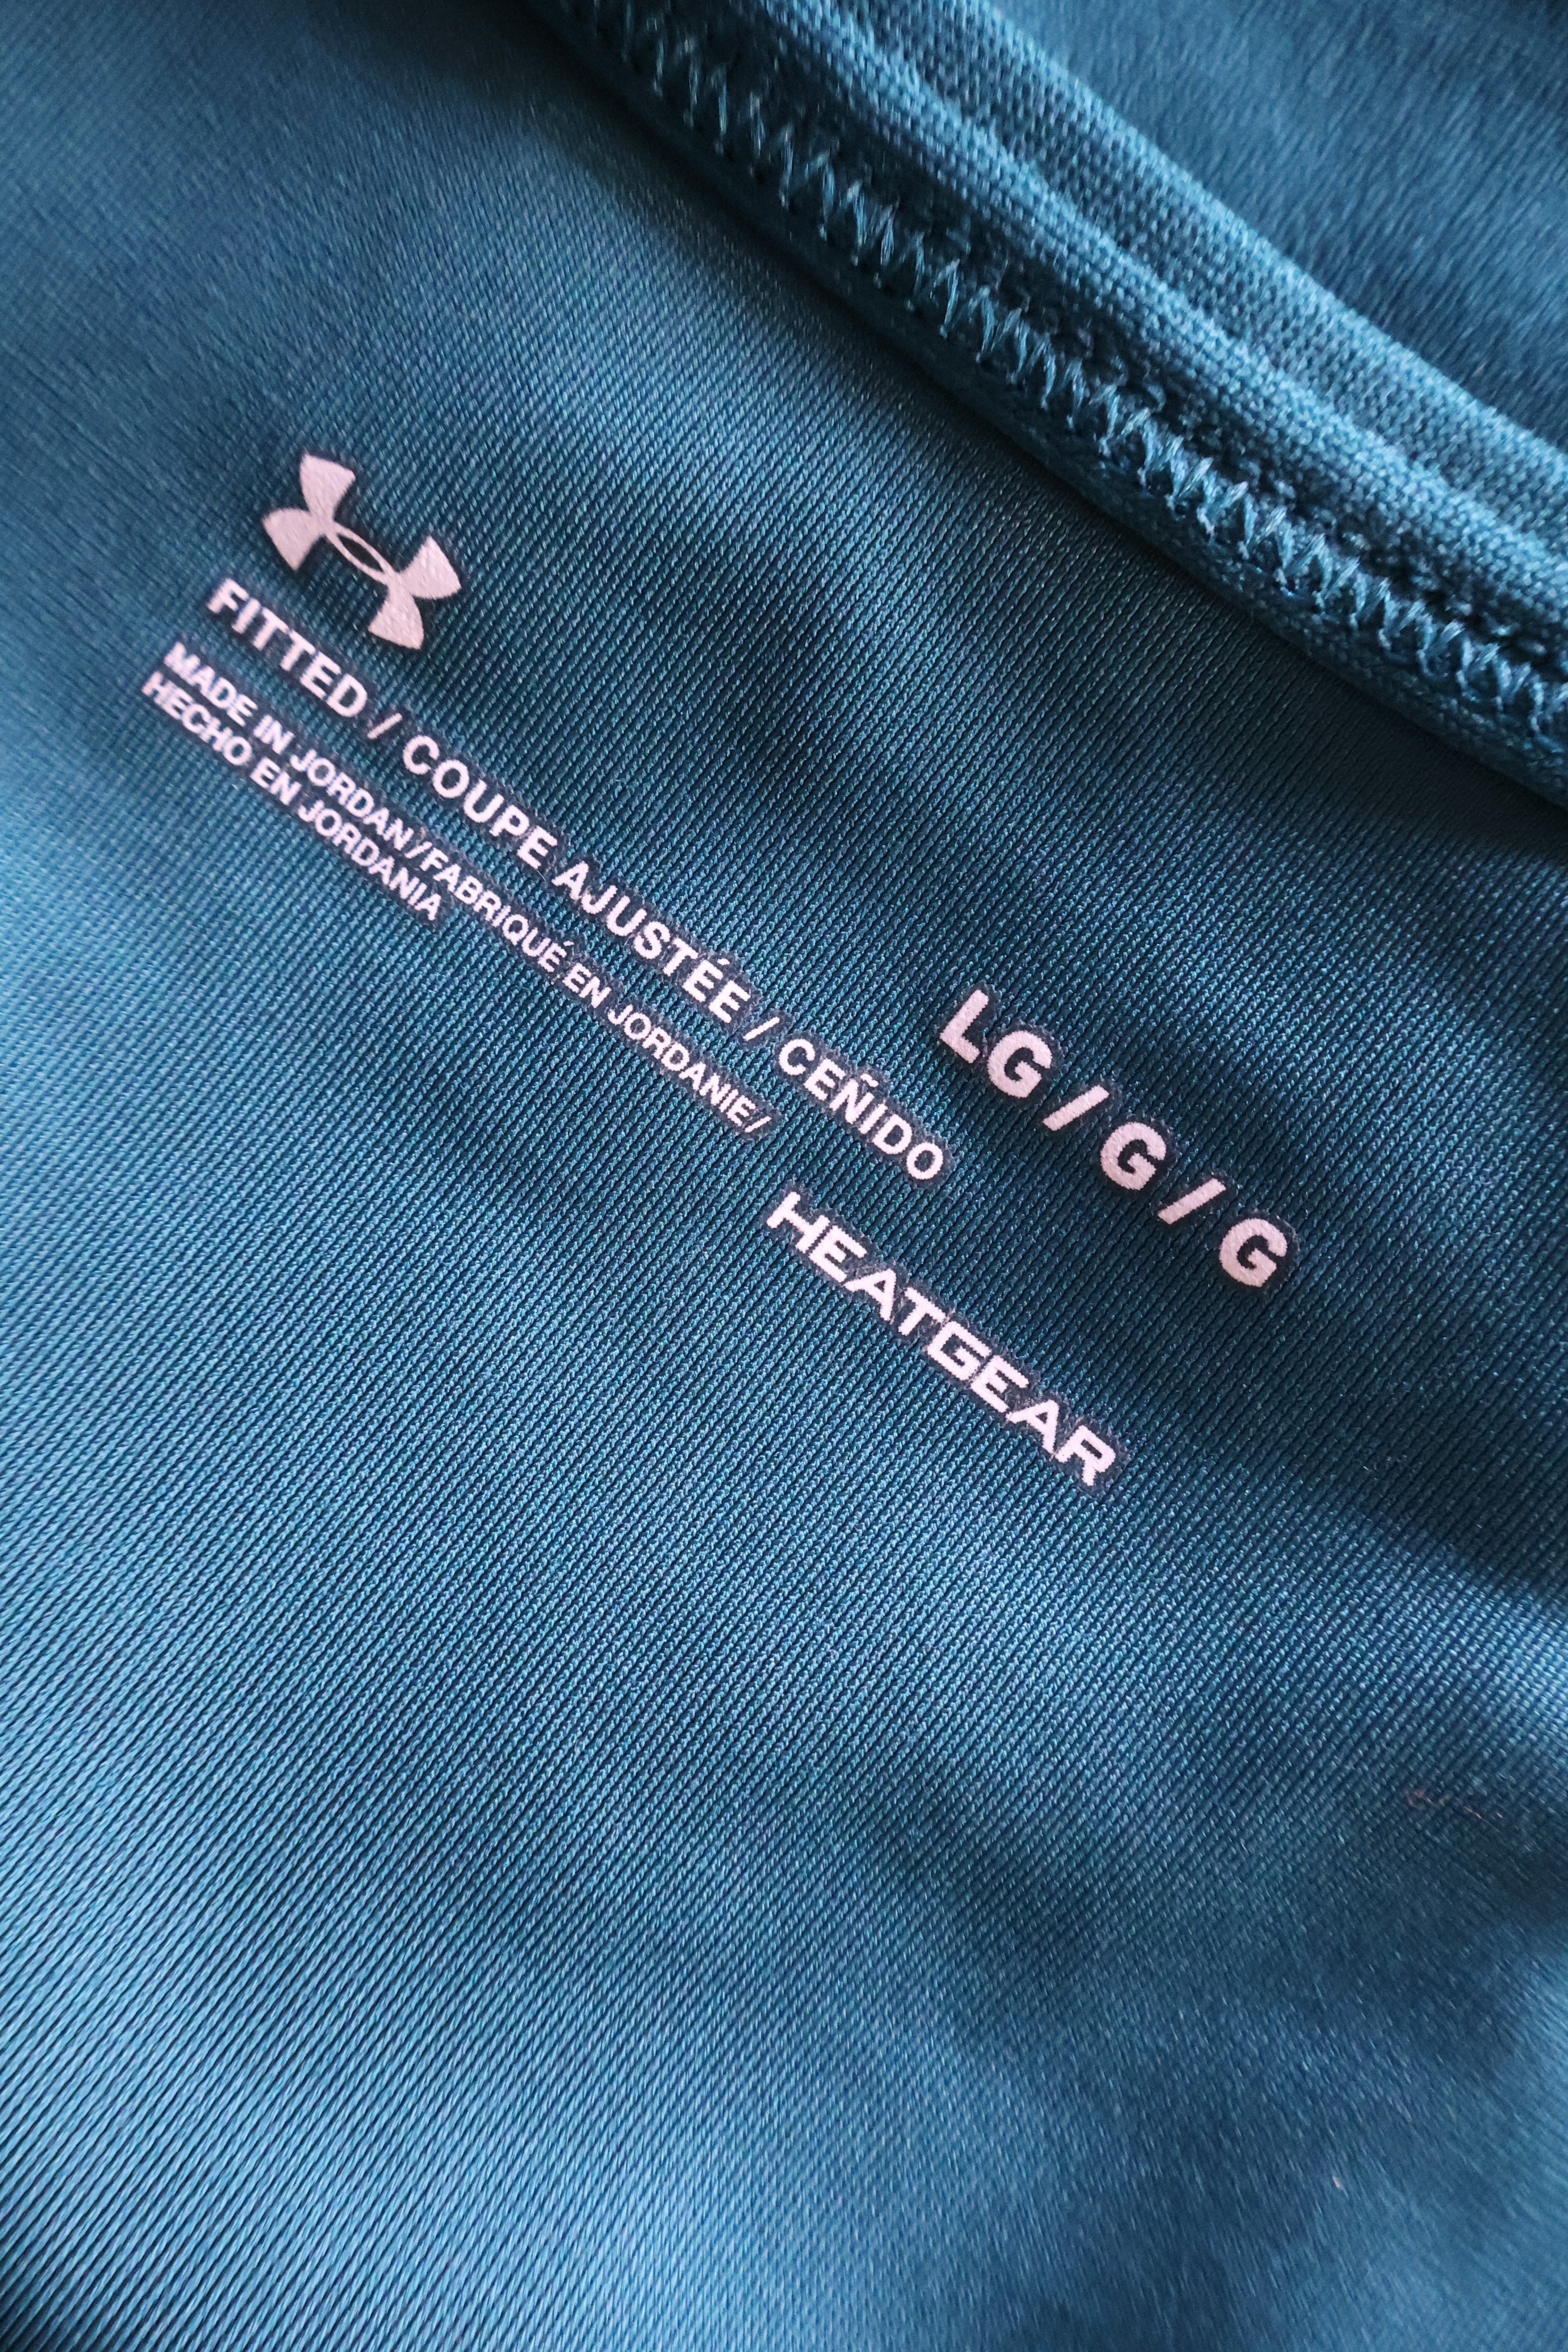 LG / G / G
FITTED / COUPE AJUSTÉE / CEÑIDO
MADE IN JORDAN/FABRIQUÉ EN JORDANIE/
HECHO EN JORDANIA
HEATGEAR